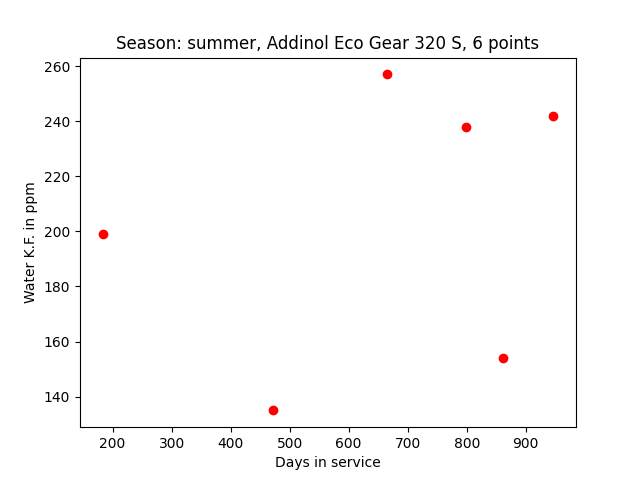 Season: summer, Addinol Eco Gear 320 S, 6 points
260
240
220
200
180
160
140
Water K.F. in ppm
200 300 400 500 600 700 800 900
Days in service